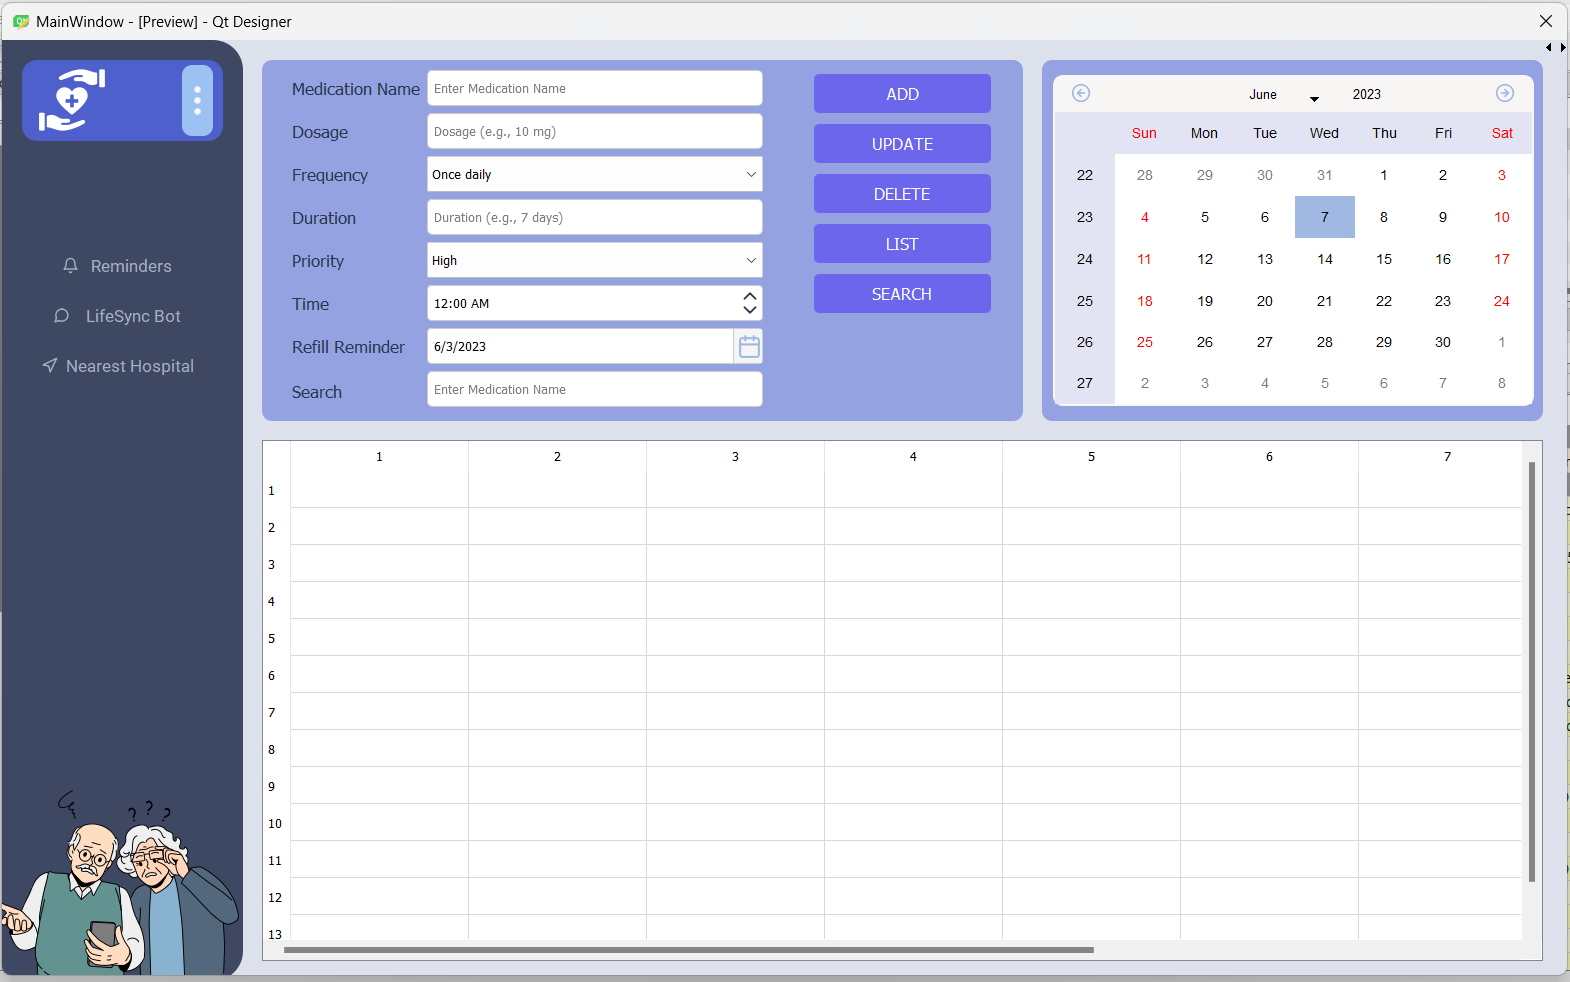 MainWindow - [Preview] - Qt Designer
Reminders
LifeSync Bot
Nearest Hospital
? ? ?
Medication Name Enter Medication Name
Dosage Dosage (e.g., 10 mg)
Frequency Once daily
Duration Duration (e.g., 7 days)
Priority High
Time 12:00 AM
Refill Reminder 6/3/2023
Search Enter Medication Name
ADD
UPDATE
DELETE
LIST
SEARCH
June 2023
Sun Mon Tue Wed Thu Fri Sat
22 28 29 30 31 1 2 3
23 4 5 6 7 8 9 10
24 11 12 13 14 15 16 17
25 18 19 20 21 22 23 24
26 25 26 27 28 29 30 1
27 2 3 4 5 6 7 8
1 2 3 4 5 6 7
1
2
3
4
5
6
7
8
9
10
11
12
13